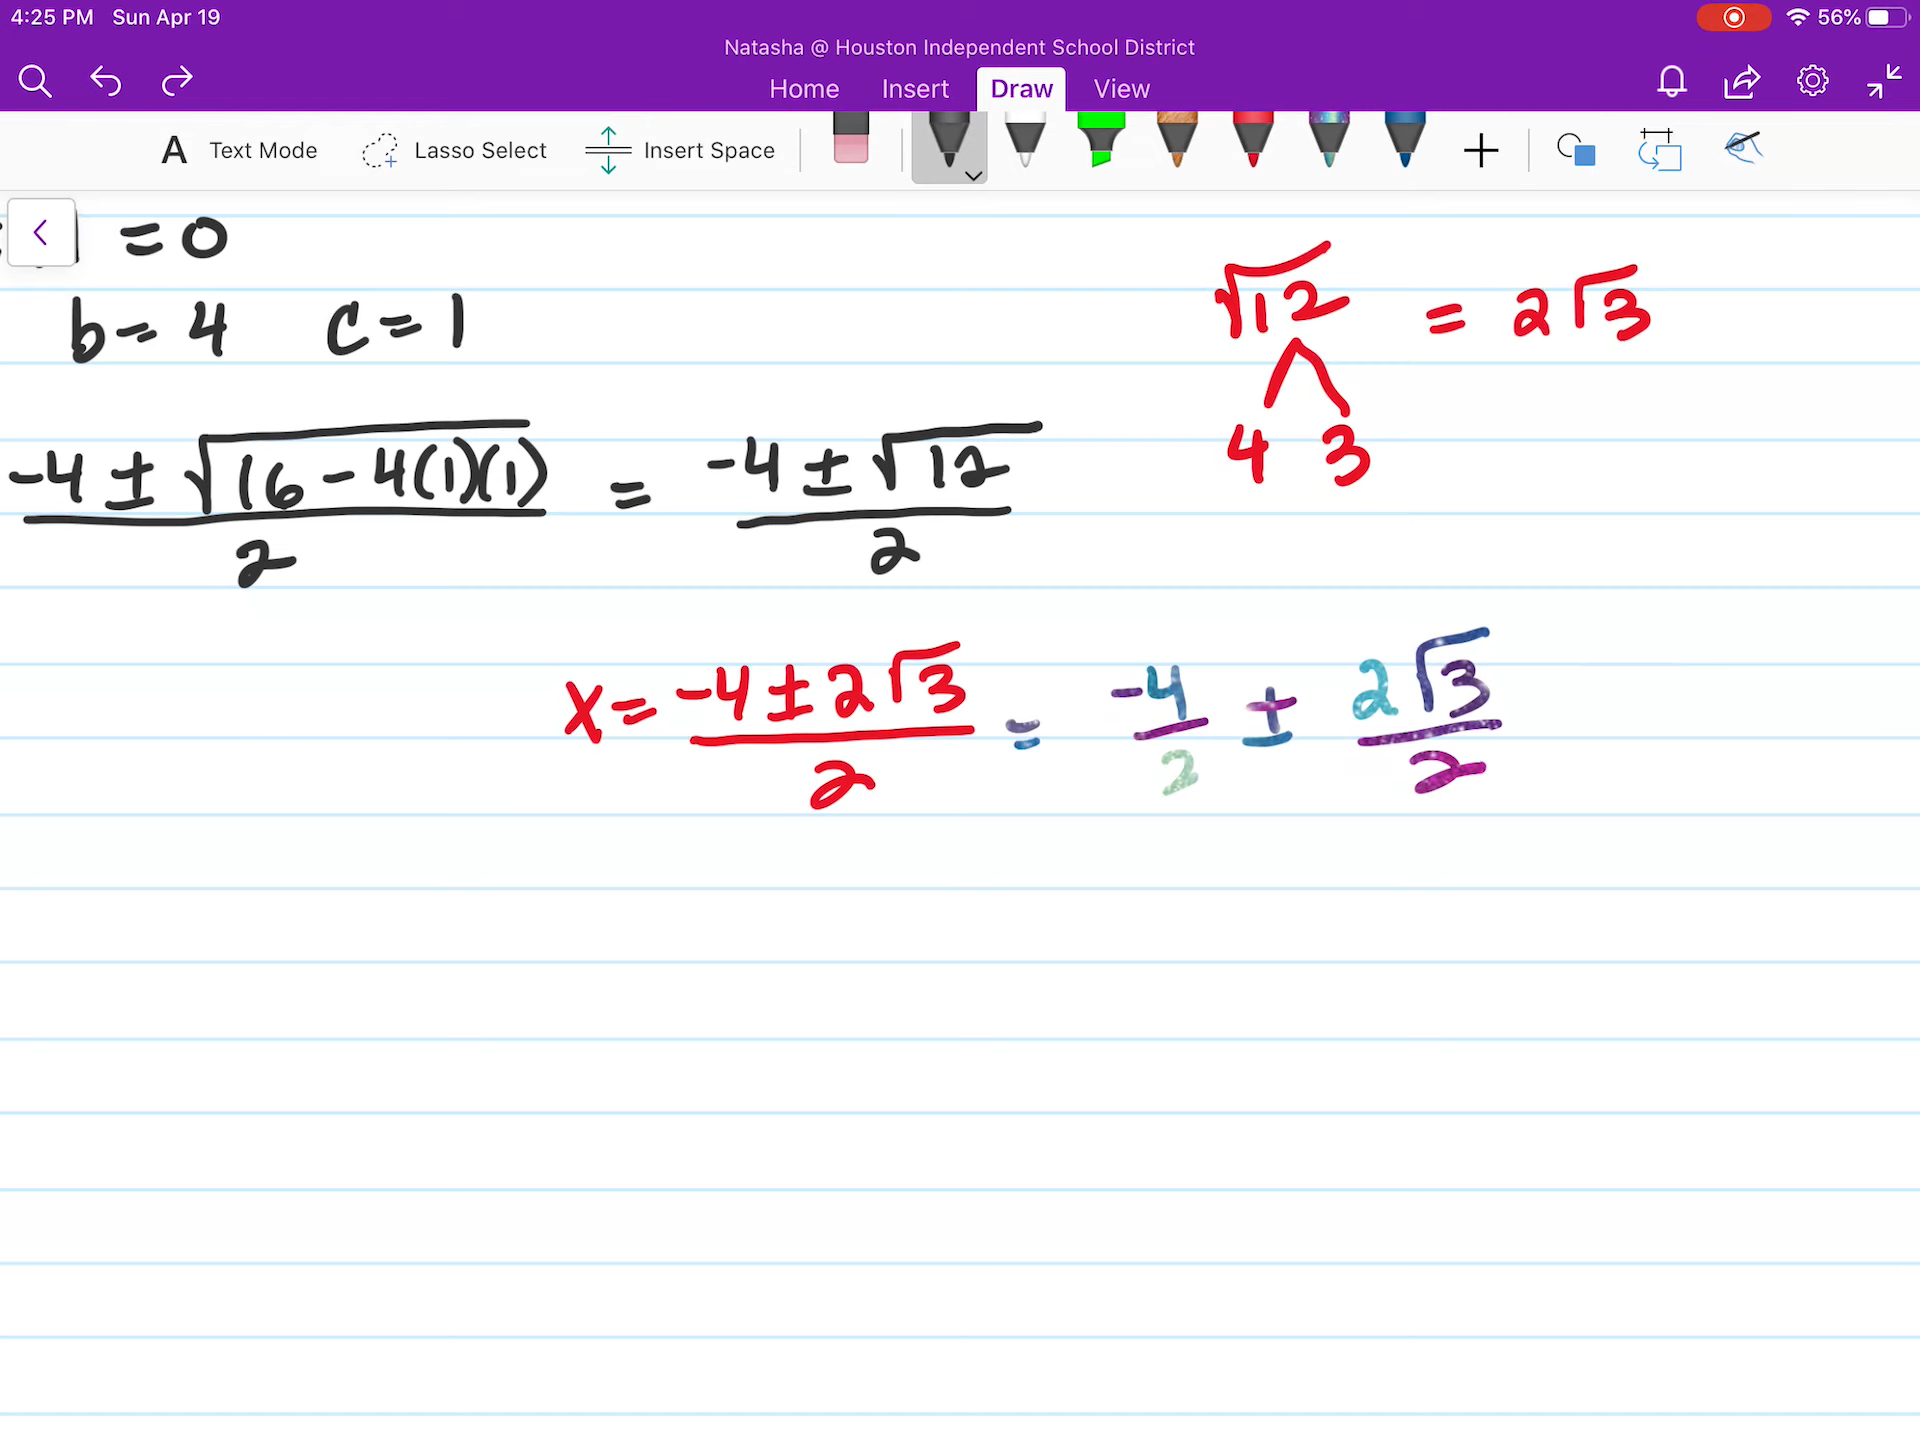 4:25 PM Sun Apr 19 56%
Natasha @ Houston Independent School District
Home Insert Draw View
A Text Mode Lasso Select Insert Space
= 0
b = 4 c = 1
√12 = 2√3
4 3
-4 ± √16 - 4(1)(1) = -4 ± √12
2 2
x = -4 ± 2√3 = -4 ± 2√3
2 2 2